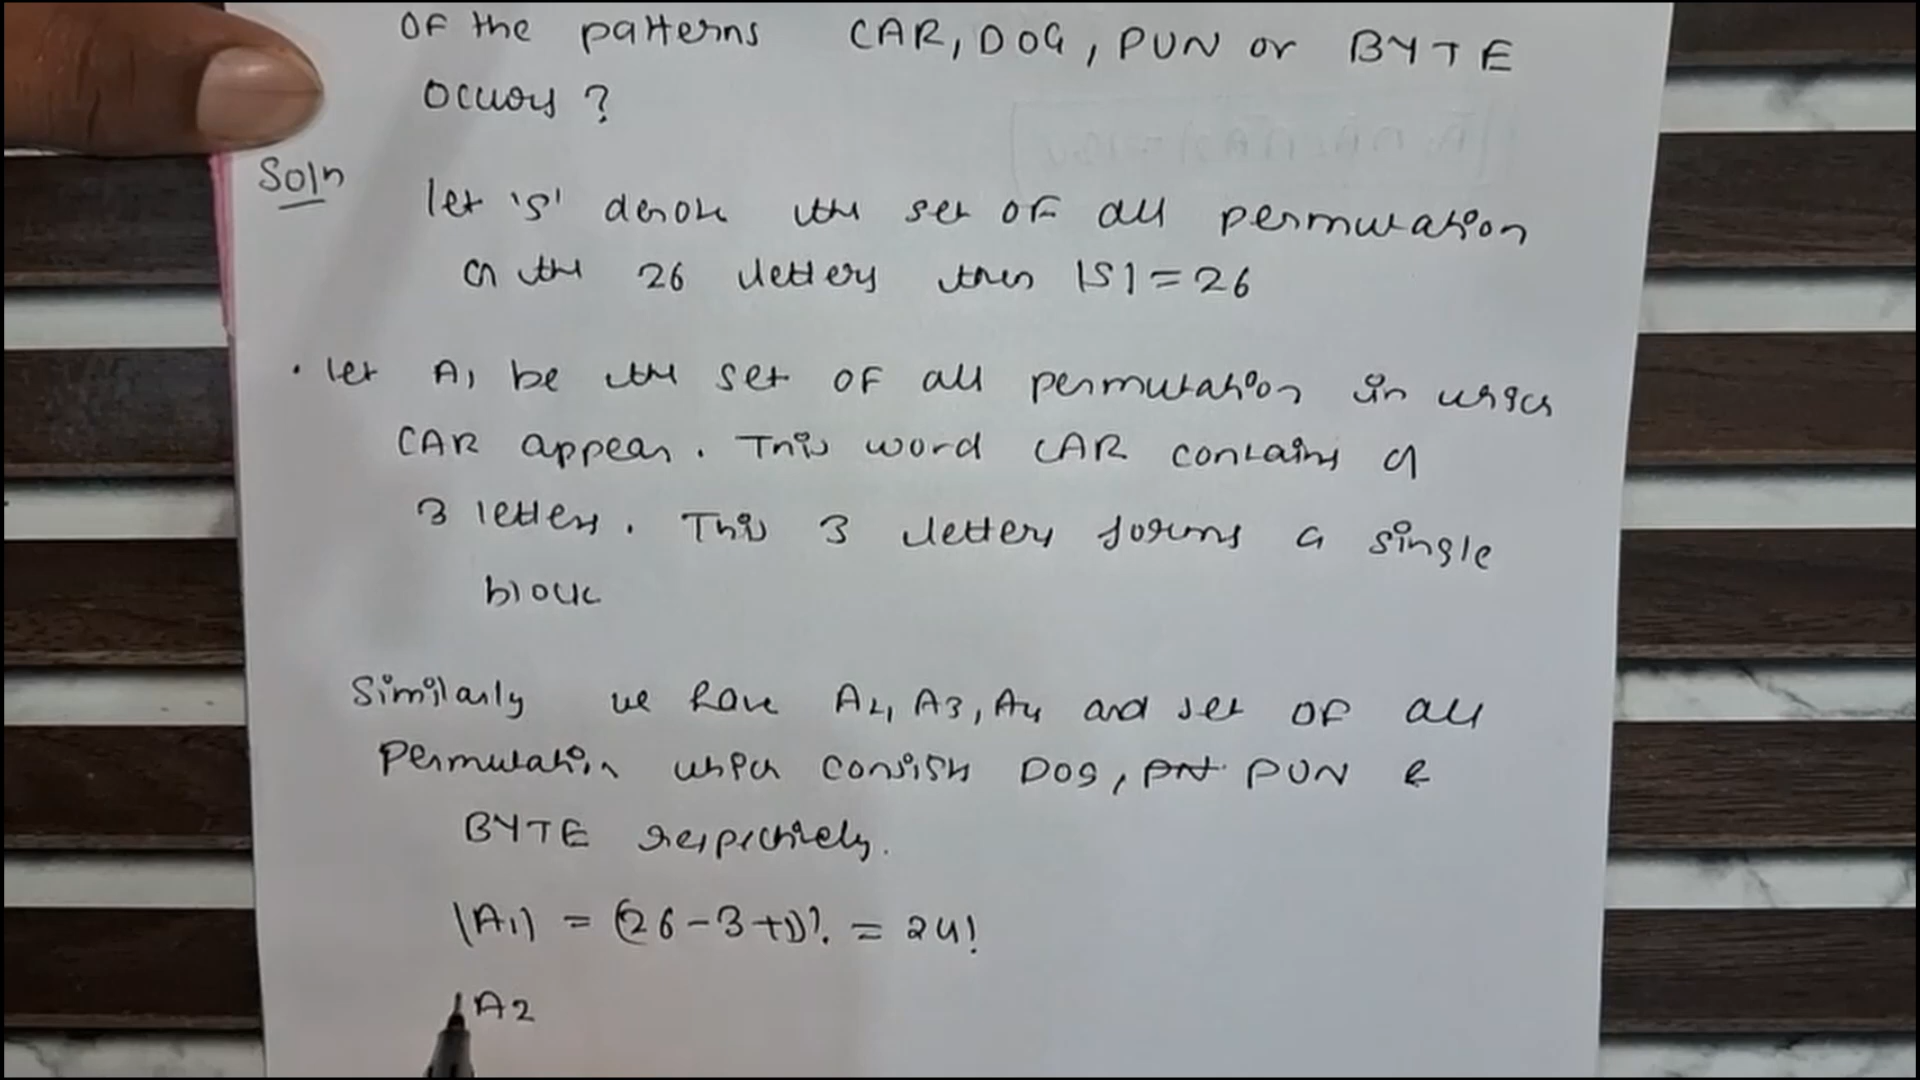 OF the patterns CAR, DOG, PUN or BYTE
occurs ?
Soln
let 'S' denote the set OF all permutation
on the 26 letters then |S| = 26
. let A1 be the set OF all permutation in which
CAR appear. This word CAR contains a
3 letters. This 3 letters forms a single
block
Similarly we have A2, A3, A4 and set OF all
Permutation which consists DOG, PUN &
BYTE respectively.
|A1| = (26-3+1)! = 24!
|A2